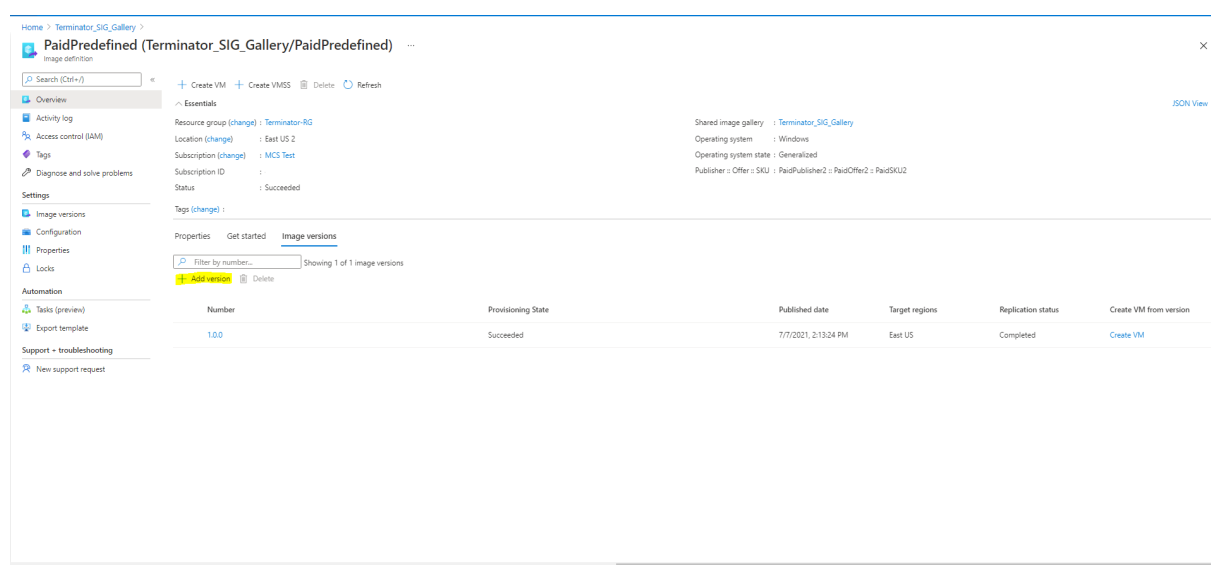 Home > Terminator_SIG_Gallery >
PaidPredefined (Terminator_SIG_Gallery/PaidPredefined) ...
Image definition
Search (Ctrl+/)
«
Overview
Activity log
Access control (IAM)
Tags
Diagnose and solve problems
Settings
Image versions
Configuration
Properties
Locks
Automation
Tasks (preview)
Export template
Support + troubleshooting
New support request
+ Create VM + Create VMSS Delete Refresh
Essentials
JSON View
Resource group (change) : Terminator-RG
Location (change) : East US 2
Subscription (change) : MCS Test
Subscription ID :
Status : Succeeded
Shared image gallery : Terminator_SIG_Gallery
Operating system : Windows
Operating system state : Generalized
Publisher :: Offer :: SKU : PaidPublisher2 :: PaidOffer2 :: PaidSKU2
Tags (change) :
Properties Get started Image versions
Filter by number... Showing 1 of 1 image versions
+ Add version Delete
Number Provisioning State Published date Target regions Replication status Create VM from version
1.0.0 Succeeded 7/7/2021, 2:13:24 PM East US Completed Create VM